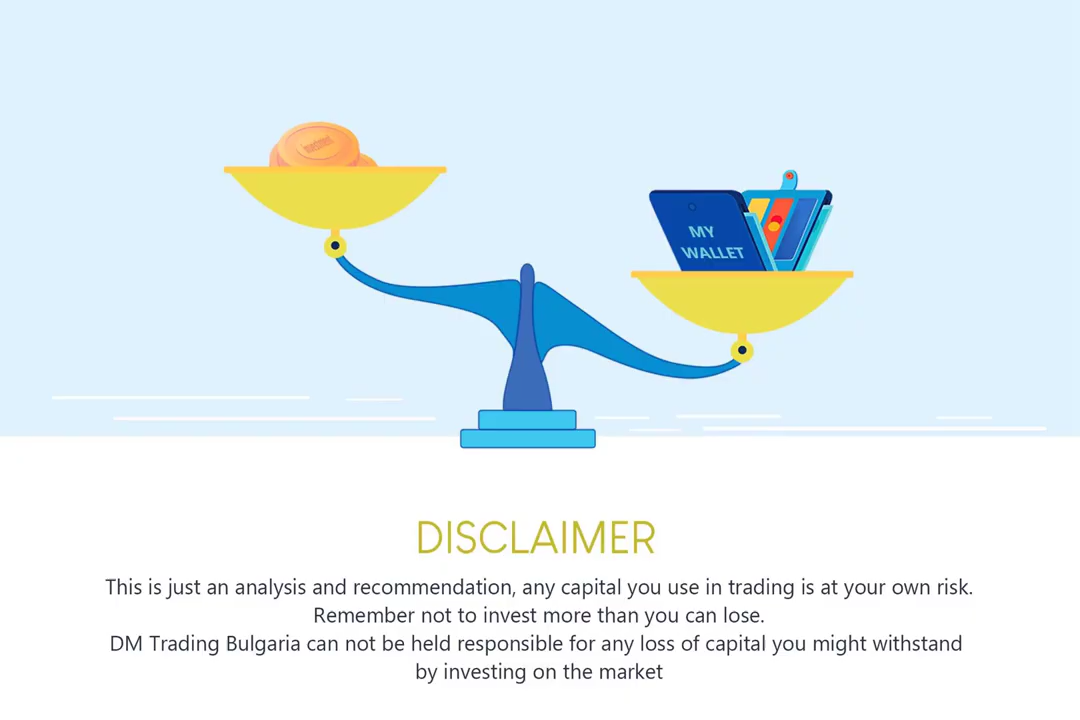 Investment
MY
WALLET
DISCLAIMER
This is just an analysis and recommendation, any capital you use in trading is at your own risk.
Remember not to invest more than you can lose.
DM Trading Bulgaria can not be held responsible for any loss of capital you might withstand
by investing on the market